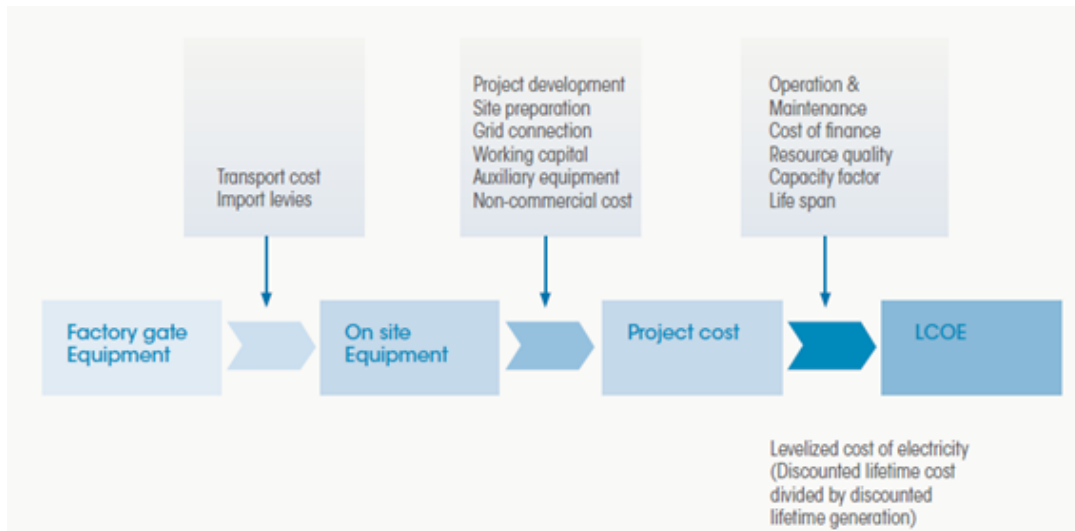 Transport cost
Import levies
Project development
Site preparation
Grid connection
Working capital
Auxiliary equipment
Non-commercial cost
Operation &
Maintenance
Cost of finance
Resource quality
Capacity factor
Life span
Factory gate
Equipment
On site
Equipment
Project cost
LCOE
Levelized cost of electricity
(Discounted lifetime cost
divided by discounted
lifetime generation)